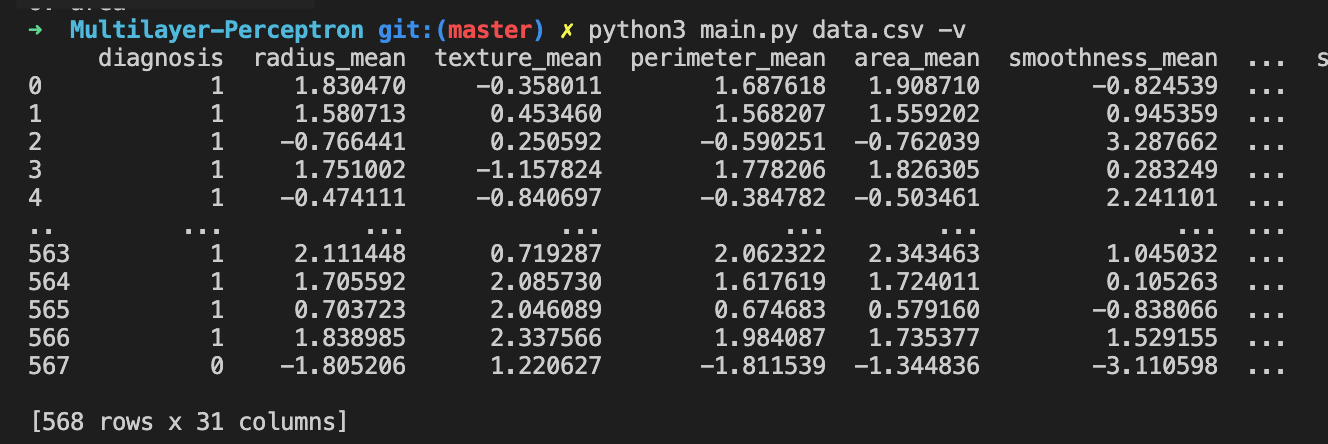 ➜  Multilayer-Perceptron git:(master) ✗ python3 main.py data.csv -v
     diagnosis  radius_mean  texture_mean  perimeter_mean  area_mean  smoothness_mean  ...
0            1     1.830470     -0.358011        1.687618   1.908710        -0.824539  ...
1            1     1.580713      0.453460        1.568207   1.559202         0.945359  ...
2            1    -0.766441      0.250592       -0.590251  -0.762039         3.287662  ...
3            1     1.751002     -1.157824        1.778206   1.826305         0.283249  ...
4            1    -0.474111     -0.840697       -0.384782  -0.503461         2.241101  ...
..         ...          ...           ...             ...        ...              ...  ...
563          1     2.111448      0.719287        2.062322   2.343463         1.045032  ...
564          1     1.705592      2.085730        1.617619   1.724011         0.105263  ...
565          1     0.703723      2.046089        0.674683   0.579160        -0.838066  ...
566          1     1.838985      2.337566        1.984087   1.735377         1.529155  ...
567          0    -1.805206      1.220627       -1.811539  -1.344836        -3.110598  ...
[568 rows x 31 columns]